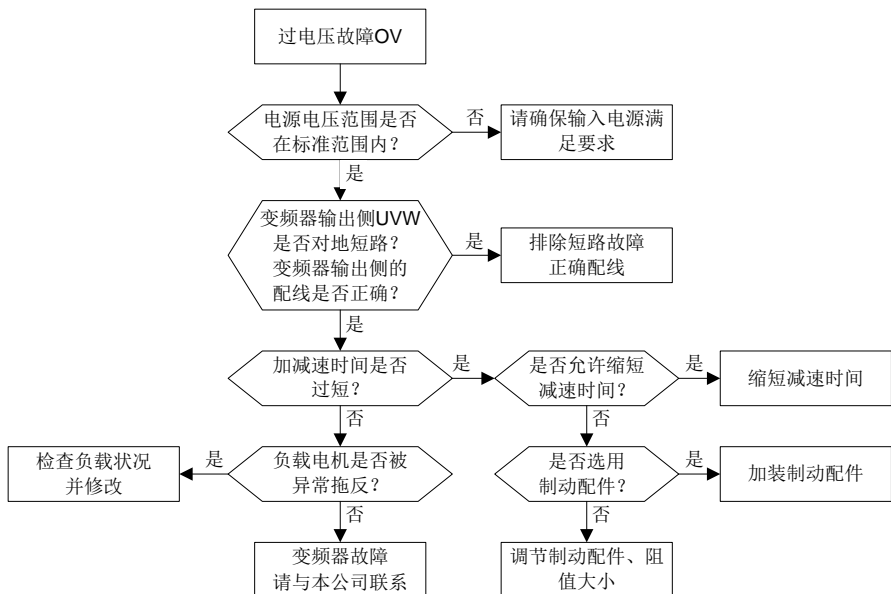 过电压故障OV
电源电压范围是否
在标准范围内？
否
请确保输入电源满
足要求
是
变频器输出侧UVW
是否对地短路？
变频器输出侧的
配线是否正确？
是
排除短路故障
正确配线
是
加减速时间是否
过短？
是
是否允许缩短
减速时间？
是
缩短减速时间
否
否
检查负载状况
并修改
是
负载电机是否被
异常拖反？
是否选用
制动配件？
是
加装制动配件
否
否
变频器故障
请与本公司联系
调节制动配件、阻
值大小